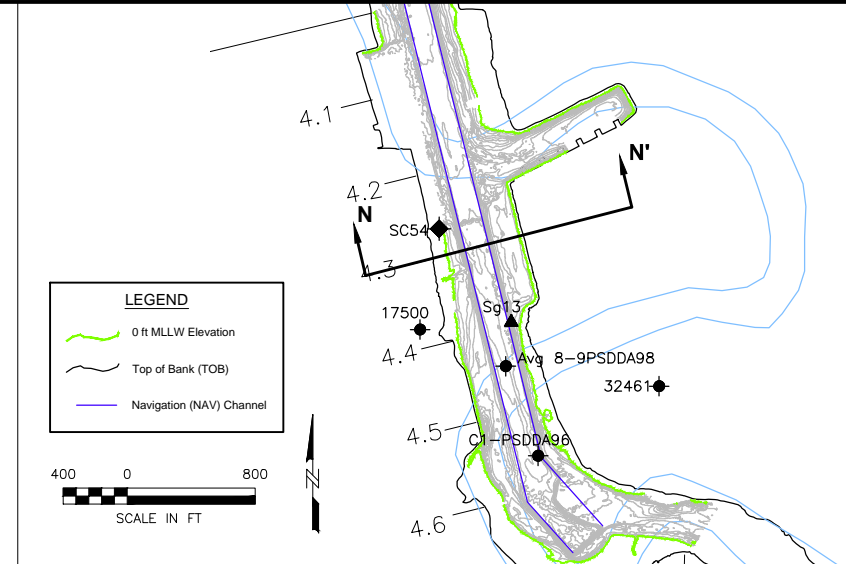 4.1
4.2
N'
N
SC54
4.3
LEGEND
0 ft MLLW Elevation
Top of Bank (TOB)
Navigation (NAV) Channel
17500
Sg13
4.4
Avg 8-9PSDDA98
32461
4.5
C1-PSDDA96
400 0 800
SCALE IN FT
N
4.6